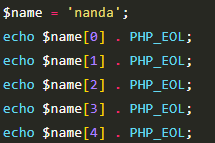 $name = 'nanda';
echo $name[0] . PHP_EOL;
echo $name[1] . PHP_EOL;
echo $name[2] . PHP_EOL;
echo $name[3] . PHP_EOL;
echo $name[4] . PHP_EOL;